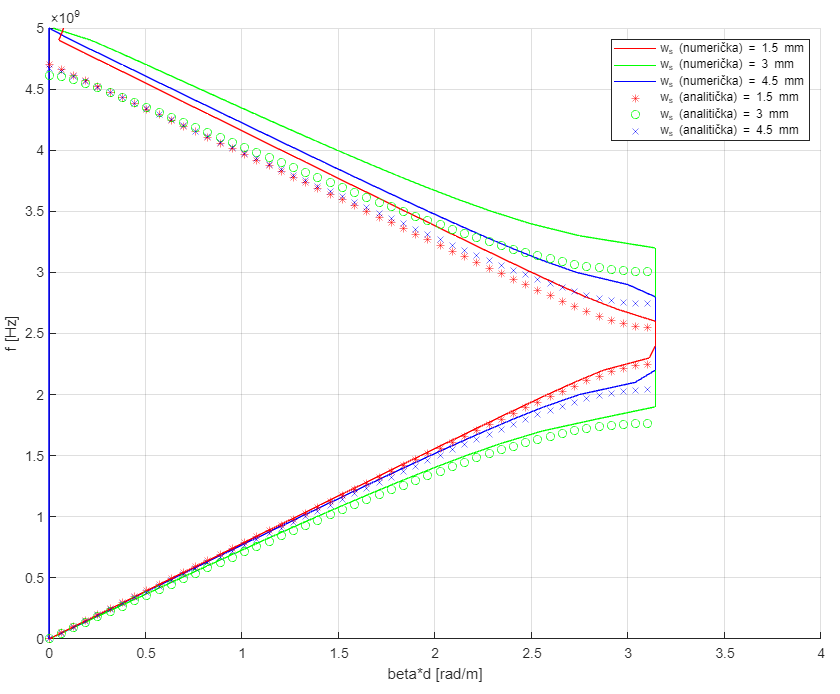 ×10⁹
5
4.5
4
3.5
3
2.5
2
1.5
1
0.5
0
f [Hz]
wₛ (numerička) = 1.5 mm
wₛ (numerička) = 3 mm
wₛ (numerička) = 4.5 mm
wₛ (analitička) = 1.5 mm
wₛ (analitička) = 3 mm
wₛ (analitička) = 4.5 mm
0 0.5 1 1.5 2 2.5 3 3.5 4
beta*d [rad/m]